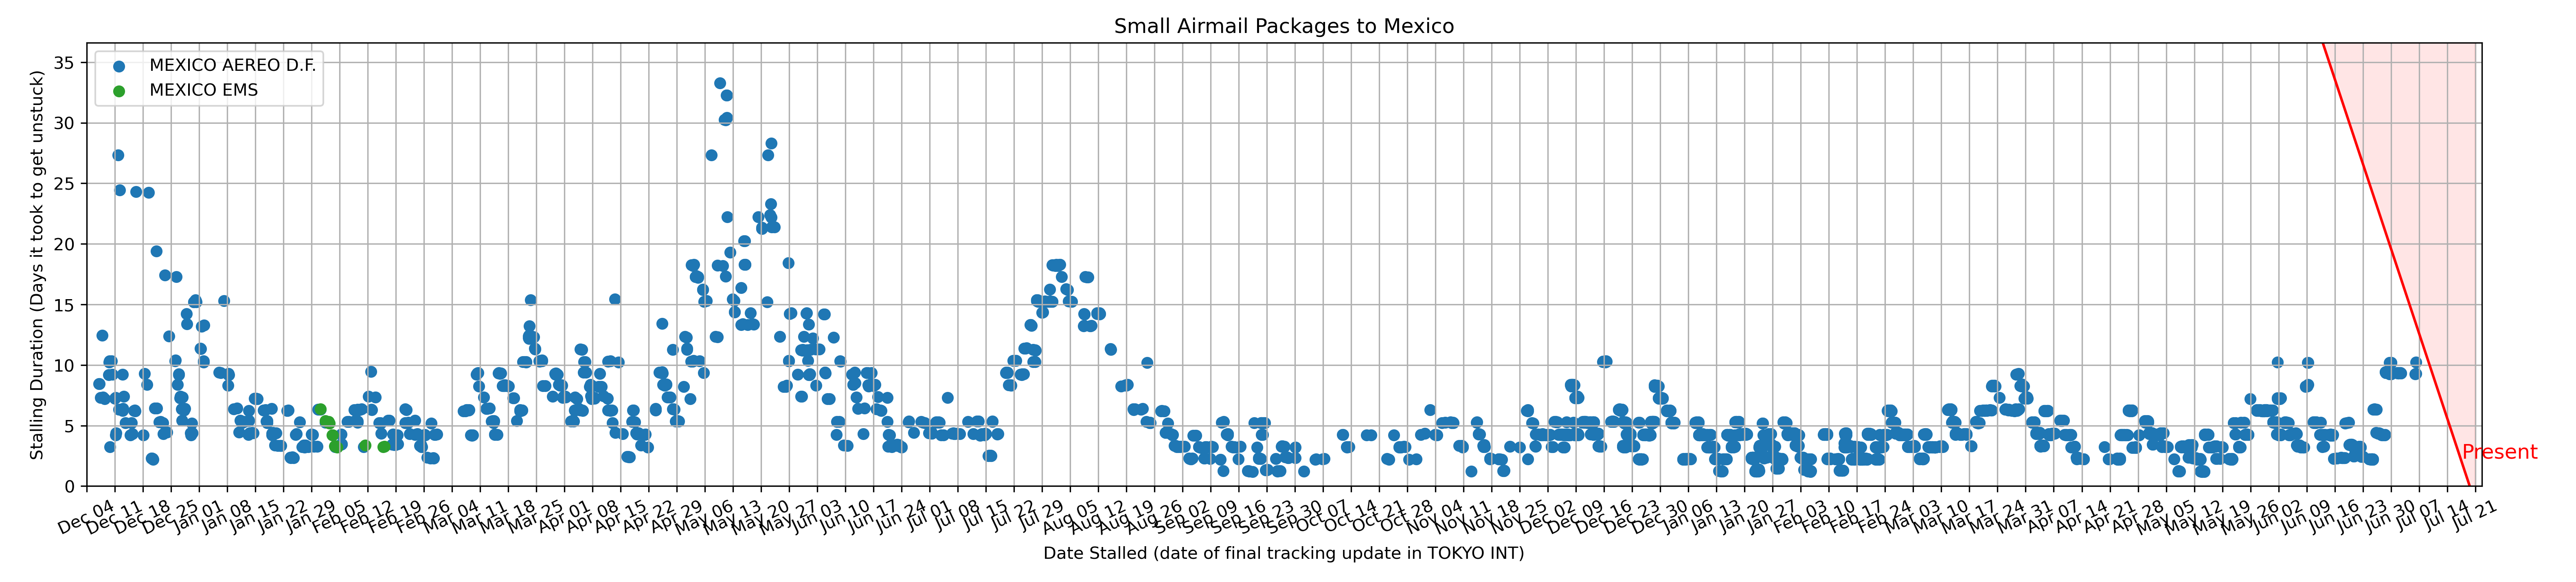 Small Airmail Packages to Mexico
35
30
25
20
15
10
5
0
Stalling Duration (Days it took to get unstuck)
MEXICO AEREO D.F.
MEXICO EMS
Present
Dec 04
Dec 11
Dec 18
Dec 25
Jan 01
Jan 08
Jan 15
Jan 22
Jan 29
Feb 05
Feb 12
Feb 19
Feb 26
Mar 04
Mar 11
Mar 18
Mar 25
Apr 01
Apr 08
Apr 15
Apr 22
Apr 29
May 06
May 13
May 20
May 27
Jun 03
Jun 10
Jun 17
Jun 24
Jul 01
Jul 08
Jul 15
Jul 22
Jul 29
Aug 05
Aug 12
Aug 19
Aug 26
Sep 02
Sep 09
Sep 16
Sep 23
Sep 30
Oct 07
Oct 14
Oct 21
Oct 28
Nov 04
Nov 11
Nov 18
Nov 25
Dec 02
Dec 09
Dec 16
Dec 23
Dec 30
Jan 06
Jan 13
Jan 20
Jan 27
Feb 03
Feb 10
Feb 17
Feb 24
Mar 03
Mar 10
Mar 17
Mar 24
Mar 31
Apr 07
Apr 14
Apr 21
Apr 28
May 05
May 12
May 19
May 26
Jun 02
Jun 09
Jun 16
Jun 23
Jun 30
Jul 07
Jul 14
Jul 21
Date Stalled (date of final tracking update in TOKYO INT)